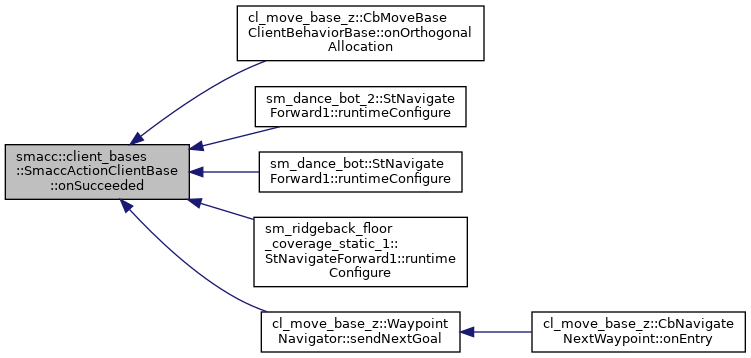 cl_move_base_z::CbMoveBase
ClientBehaviorBase::onOrthogonal
Allocation
sm_dance_bot_2::StNavigate
Forward1::runtimeConfigure
smacc::client_bases
::SmaccActionClientBase
::onSucceeded
sm_dance_bot::StNavigate
Forward1::runtimeConfigure
sm_ridgeback_floor
_coverage_static_1::
StNavigateForward1::runtime
Configure
cl_move_base_z::Waypoint
Navigator::sendNextGoal
cl_move_base_z::CbNavigate
NextWaypoint::onEntry